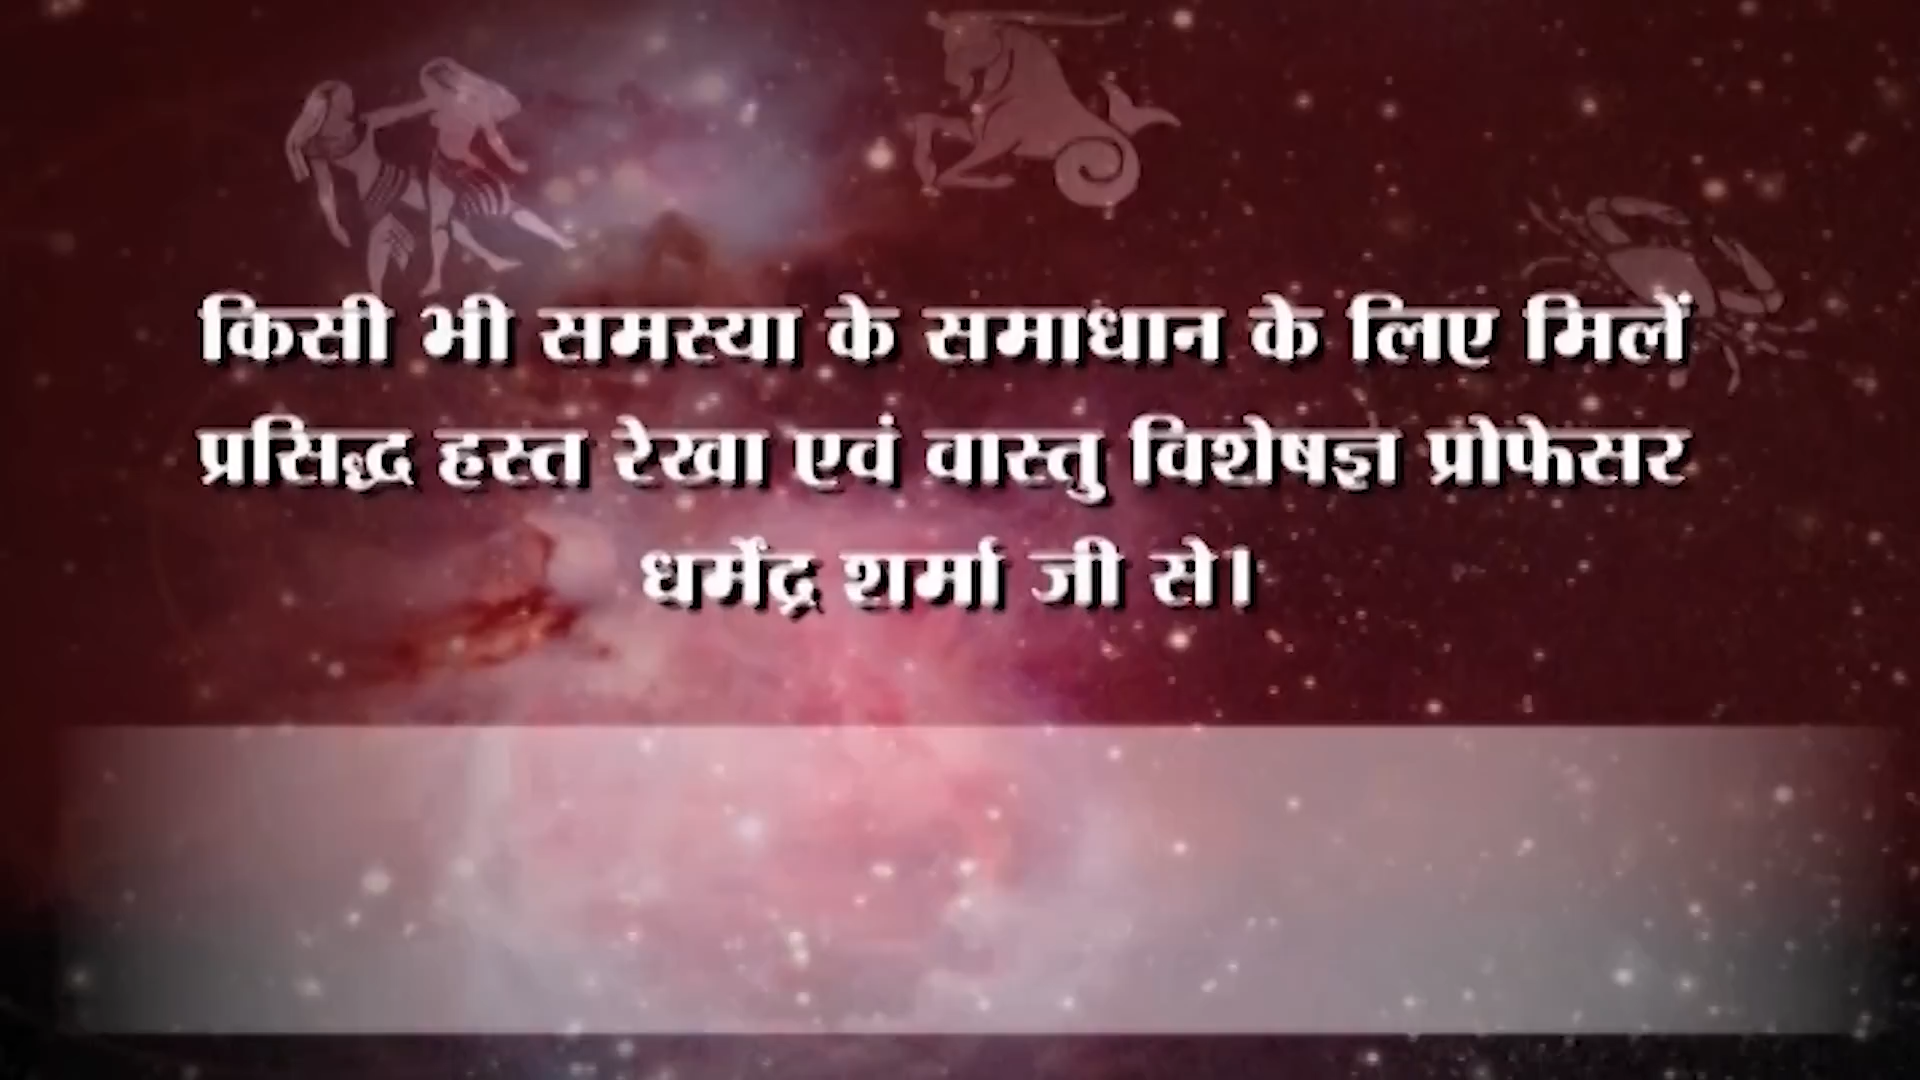 किसी भी समस्या के समाधान के लिए मिलें
प्रसिद्ध हस्त रेखा एवं वास्तु विशेषज्ञ प्रोफेसर
धर्मेंद्र शर्मा जी से।